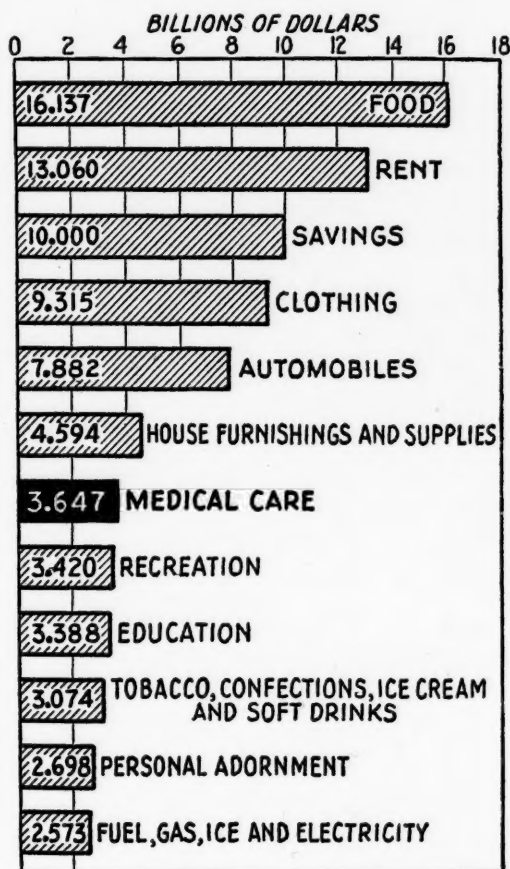 BILLIONS OF DOLLARS
0 2 4 6 8 10 12 14 16 18
16.137 FOOD
13.060 RENT
10.000 SAVINGS
9.315 CLOTHING
7.882 AUTOMOBILES
4.594 HOUSE FURNISHINGS AND SUPPLIES
3.647 MEDICAL CARE
3.420 RECREATION
3.388 EDUCATION
3.074 TOBACCO, CONFECTIONS, ICE CREAM
AND SOFT DRINKS
2.698 PERSONAL ADORNMENT
2.573 FUEL, GAS, ICE AND ELECTRICITY